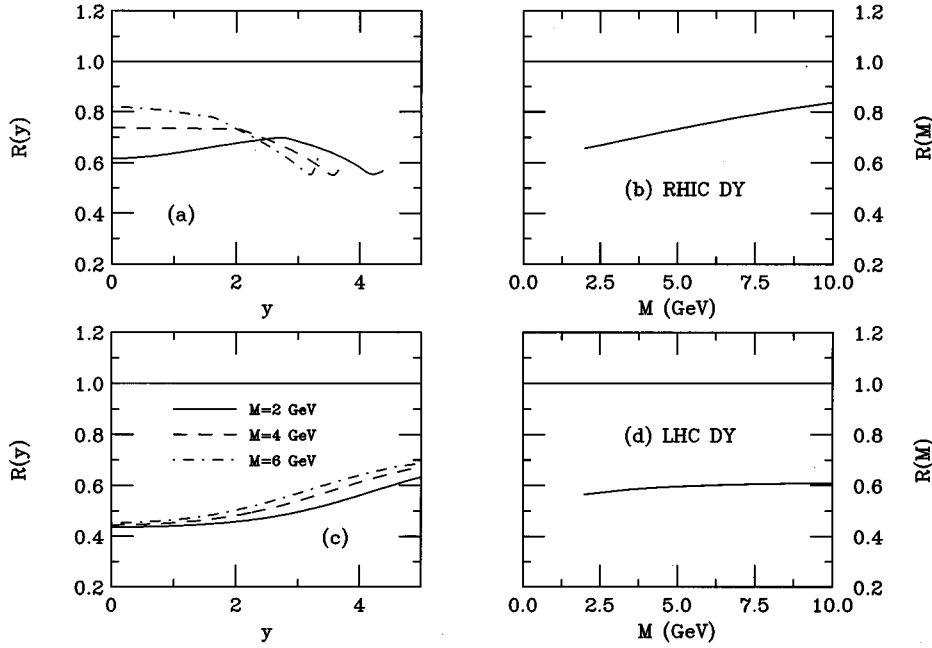 1.2
1.0
0.8
0.6
0.4
0.2
R(y)
(a)
0 2 4
y
1.2
1.0
0.8
0.6
0.4
0.2
R(M)
(b) RHIC DY
0.0 2.5 5.0 7.5 10.0
M (GeV)
1.2
1.0
0.8
0.6
0.4
0.2
R(y)
M=2 GeV
M=4 GeV
M=6 GeV
(c)
0 2 4
y
1.2
1.0
0.8
0.6
0.4
0.2
R(M)
(d) LHC DY
0.0 2.5 5.0 7.5 10.0
M (GeV)